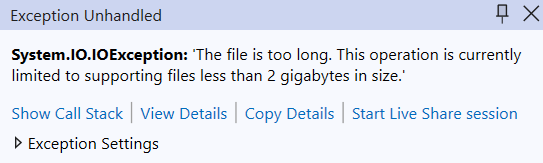 Exception Unhandled
System.IO.IOException: 'The file is too long. This operation is currently
limited to supporting files less than 2 gigabytes in size.'
Show Call Stack | View Details | Copy Details | Start Live Share session
Exception Settings